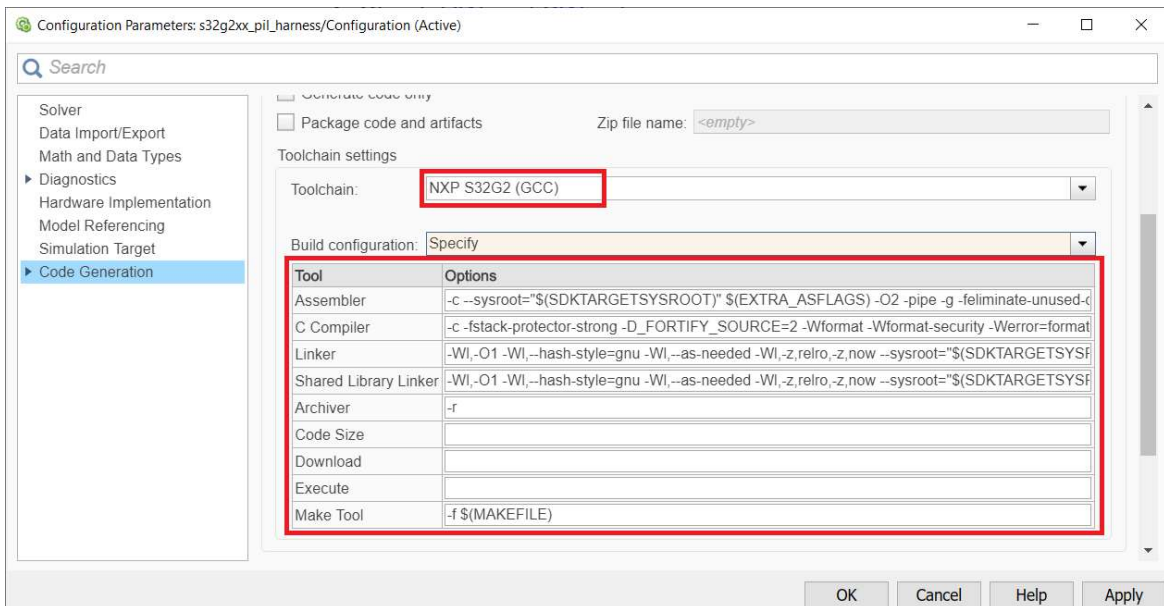 Configuration Parameters: s32g2xx_pil_harness/Configuration (Active)
Search
Solver
Data Import/Export
Math and Data Types
Diagnostics
Hardware Implementation
Model Referencing
Simulation Target
Code Generation
Generate code only
Package code and artifacts Zip file name: <empty>
Toolchain settings
Toolchain: NXP S32G2 (GCC)
Build configuration: Specify
Tool Options
Assembler -c --sysroot="$(SDKTARGETSYSROOT)" $(EXTRA_ASFLAGS) -O2 -pipe -g -feliminate-unused-
C Compiler -c -fstack-protector-strong -D_FORTIFY_SOURCE=2 -Wformat -Wformat-security -Werror=format
Linker -Wl,-O1 -Wl,--hash-style=gnu -Wl,--as-needed -Wl,-z,relro,-z,now --sysroot="$(SDKTARGETSYS
Shared Library Linker -Wl,-O1 -Wl,--hash-style=gnu -Wl,--as-needed -Wl,-z,relro,-z,now --sysroot="$(SDKTARGETSYS
Archiver -r
Code Size
Download
Execute
Make Tool -f $(MAKEFILE)
OK Cancel Help Apply